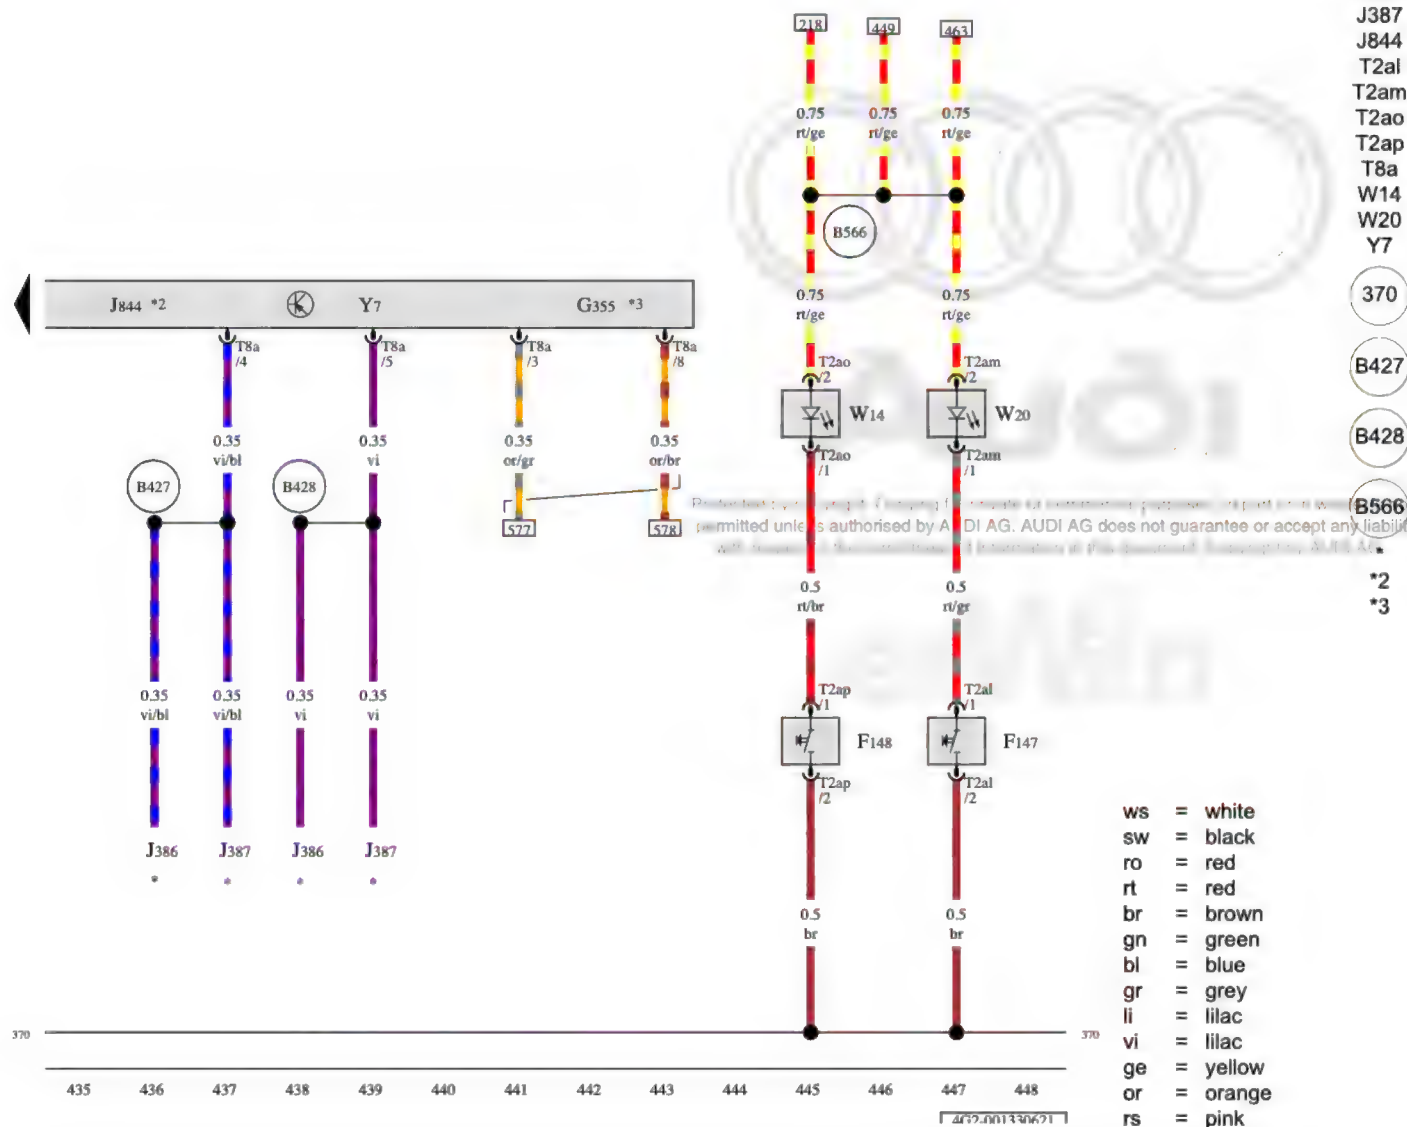 218 449 463
0.75 0.75 0.75
rt/ge rt/ge rt/ge
B566
0.75 0.75
rt/ge rt/ge
J844 *2 Y7 G355 *3
T8a /4
T8a /5
T8a /3
T8a /8
T2ao /2
T2am /2
W14 W20
T2ao /1
T2am /1
0.35 0.35 0.35 0.35
vi/bl vi or/gr or/br
B427 B428
577 578
permitted unless authorised by AUDI AG. AUDI AG does not guarantee or accept any liabili
0.5 0.5
rt/br rt/gr
0.35 0.35 0.35 0.35
vi/bl vi/bl vi vi
T2ap /1
T2al /1
F148 F147
T2ap /2
T2al /2
J386 J387 J386 J387
* * * *
0.5 0.5
br br
370 370
435 436 437 438 439 440 441 442 443 444 445 446 447 448
4G2-001330621
Audi
J387
J844
T2al
T2am
T2ao
T2ap
T8a
W14
W20
Y7
370
B427
B428
B566
*
*2
*3
ws = white
sw = black
ro = red
rt = red
br = brown
gn = green
bl = blue
gr = grey
li = lilac
vi = lilac
ge = yellow
or = orange
rs = pink